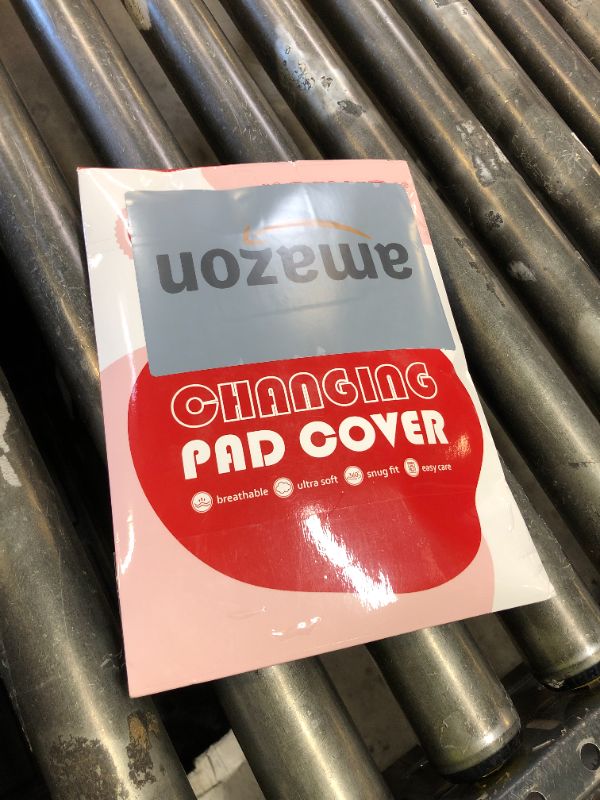 amazon
CHANGING
PAD COVER
breathable ultra soft snug fit easy care